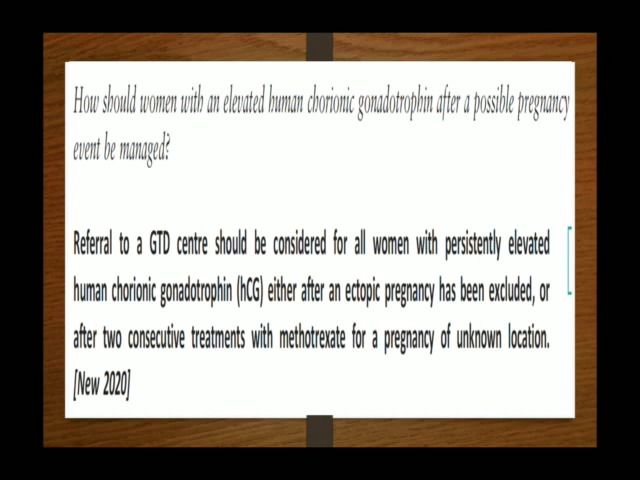 How should women with an elevated human chorionic gonadotrophin after a possible pregnancy
event be managed?
Referral to a GTD centre should be considered for all women with persistently elevated
human chorionic gonadotrophin (hCG) either after an ectopic pregnancy has been excluded, or
after two consecutive treatments with methotrexate for a pregnancy of unknown location.
[New 2020]